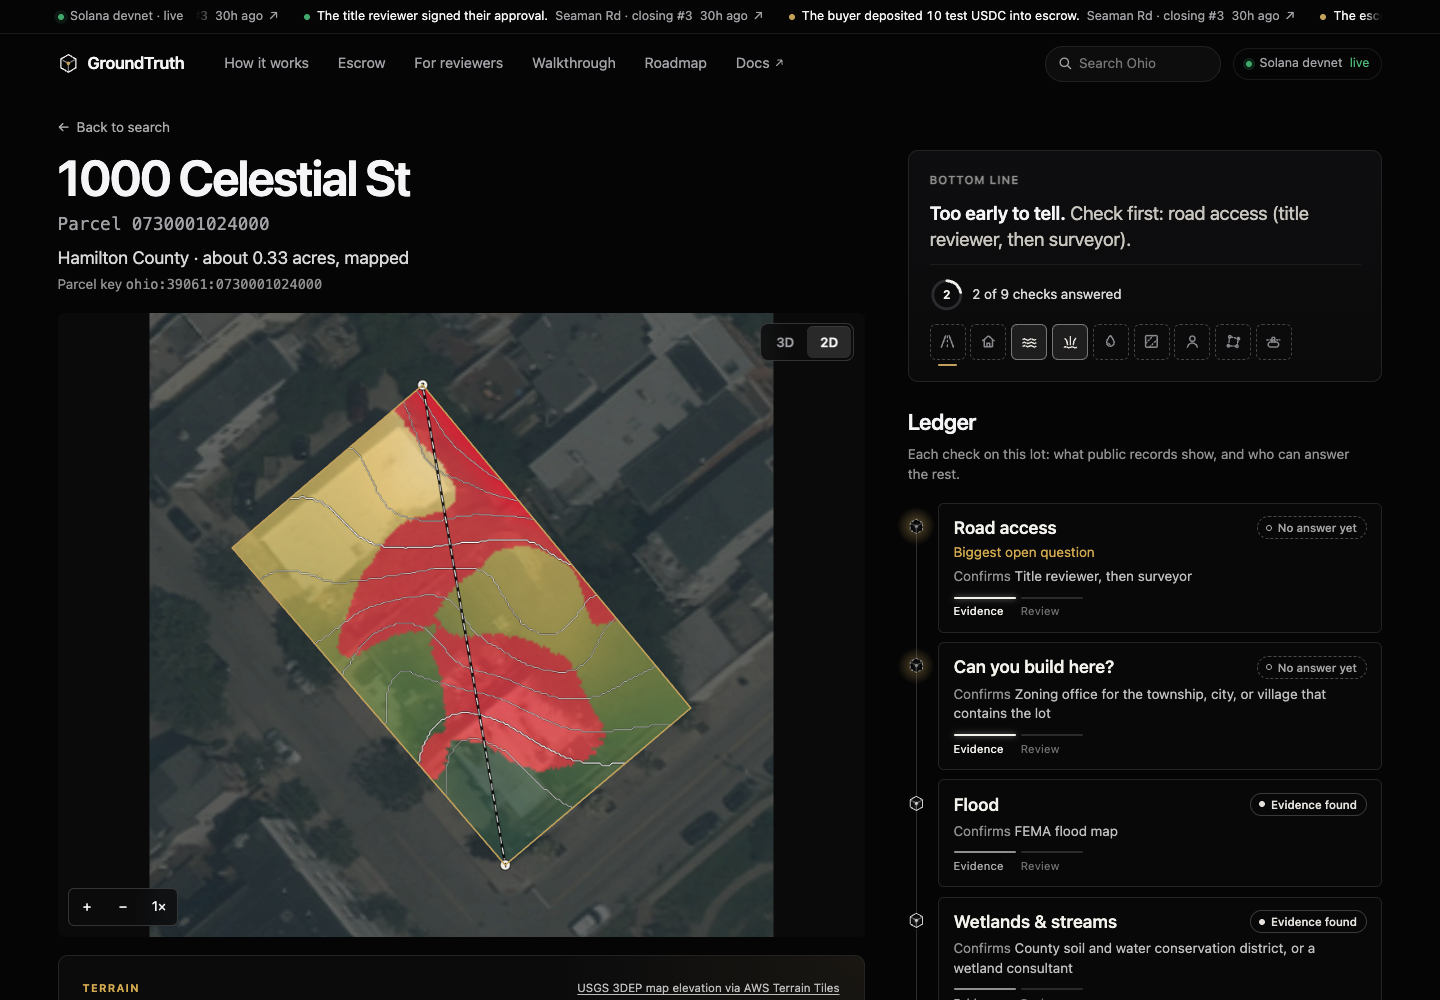 Solana devnet · live 30h ago ↗ The title reviewer signed their approval. Seaman Rd · closing #3 30h ago ↗ The buyer deposited 10 test USDC into escrow. Seaman Rd · closing #3 30h ago ↗ The
GroundTruth How it works Escrow For reviewers Walkthrough Roadmap Docs ↗ Search Ohio Solana devnet live
← Back to search
1000 Celestial St
Parcel 0730001024000
Hamilton County · about 0.33 acres, mapped
Parcel key ohio:39061:0730001024000
3D 2D
+ − 1×
TERRAIN USGS 3DEP map elevation via AWS Terrain Tiles
BOTTOM LINE
Too early to tell. Check first: road access (title
reviewer, then surveyor).
2 2 of 9 checks answered
Ledger
Each check on this lot: what public records show, and who can answer
the rest.
Road access No answer yet
Biggest open question
Confirms Title reviewer, then surveyor
Evidence Review
Can you build here? No answer yet
Confirms Zoning office for the township, city, or village that
contains the lot
Evidence Review
Flood Evidence found
Confirms FEMA flood map
Evidence Review
Wetlands & streams Evidence found
Confirms County soil and water conservation district, or a
wetland consultant